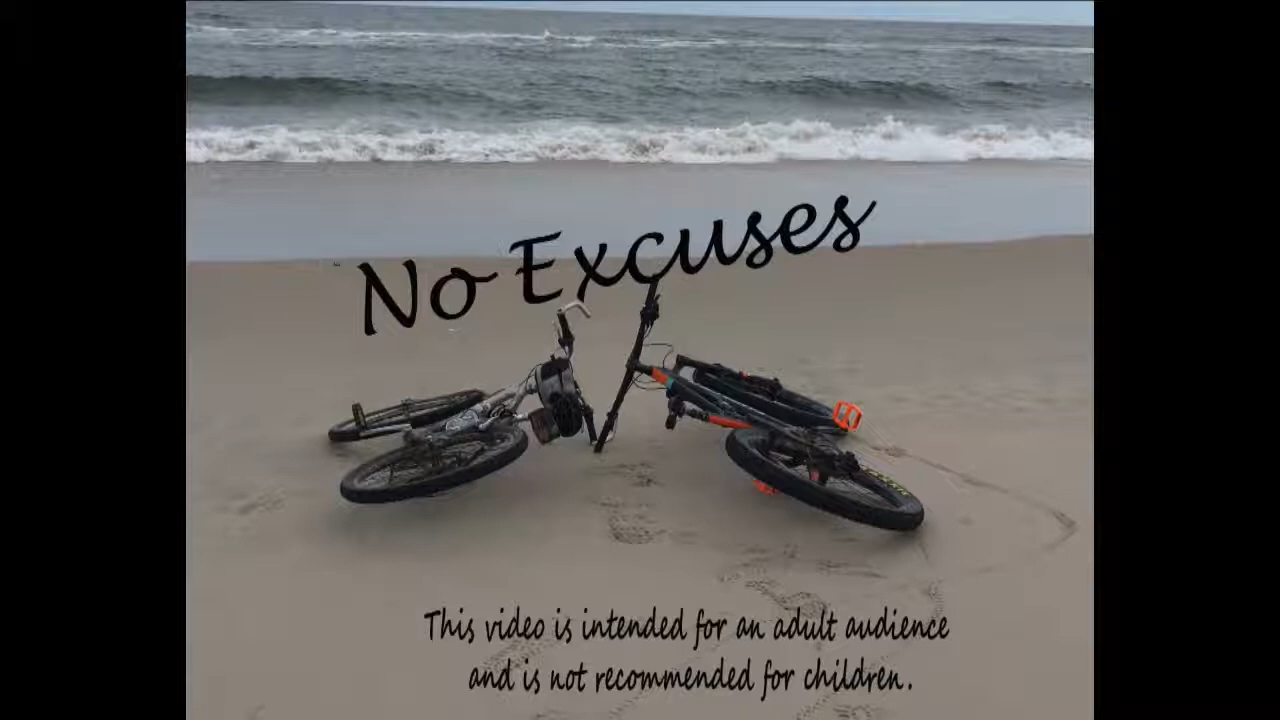 No Excuses
This video is intended for an adult audience
and is not recommended for children.